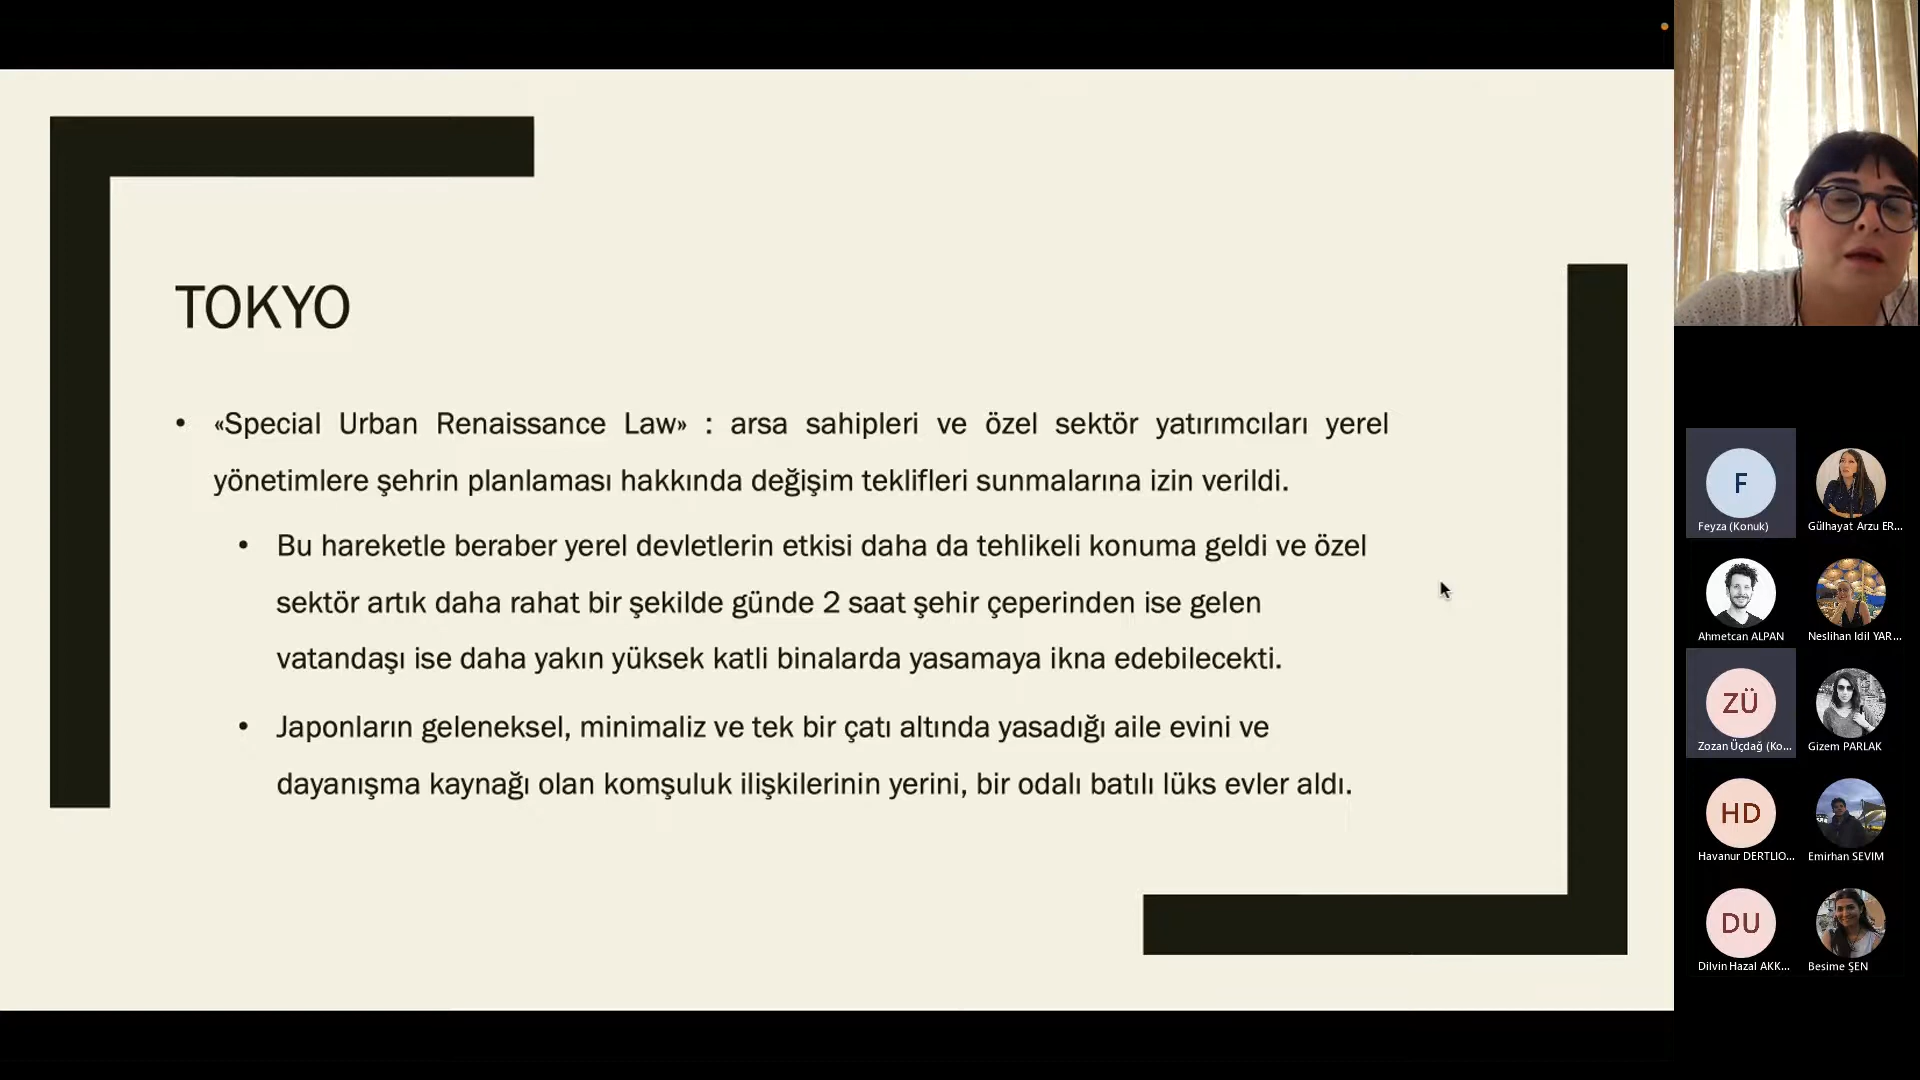 TOKYO
• «Special Urban Renaissance Law» : arsa sahipleri ve özel sektör yatırımcıları yerel
yönetimlere şehrin planlaması hakkında değişim teklifleri sunmalarına izin verildi.
• Bu hareketle beraber yerel devletlerin etkisi daha da tehlikeli konuma geldi ve özel
sektör artık daha rahat bir şekilde günde 2 saat şehir çeperinden ise gelen
vatandaşı ise daha yakın yüksek katli binalarda yasamaya ikna edebilecekti.
• Japonların geleneksel, minimaliz ve tek bir çatı altında yasadığı aile evini ve
dayanışma kaynağı olan komşuluk ilişkilerinin yerini, bir odalı batılı lüks evler aldı.
F
Feyza (Konuk)
Gülhayat Arzu ER...
Ahmetcan ALPAN
Neslihan Idil YAR...
ZÜ
Zozan Üçdağ (Ko...
Gizem PARLAK
HD
Havanur DERTLIO...
Emirhan SEVIM
DU
Dilvin Hazal AKK...
Besime ŞEN